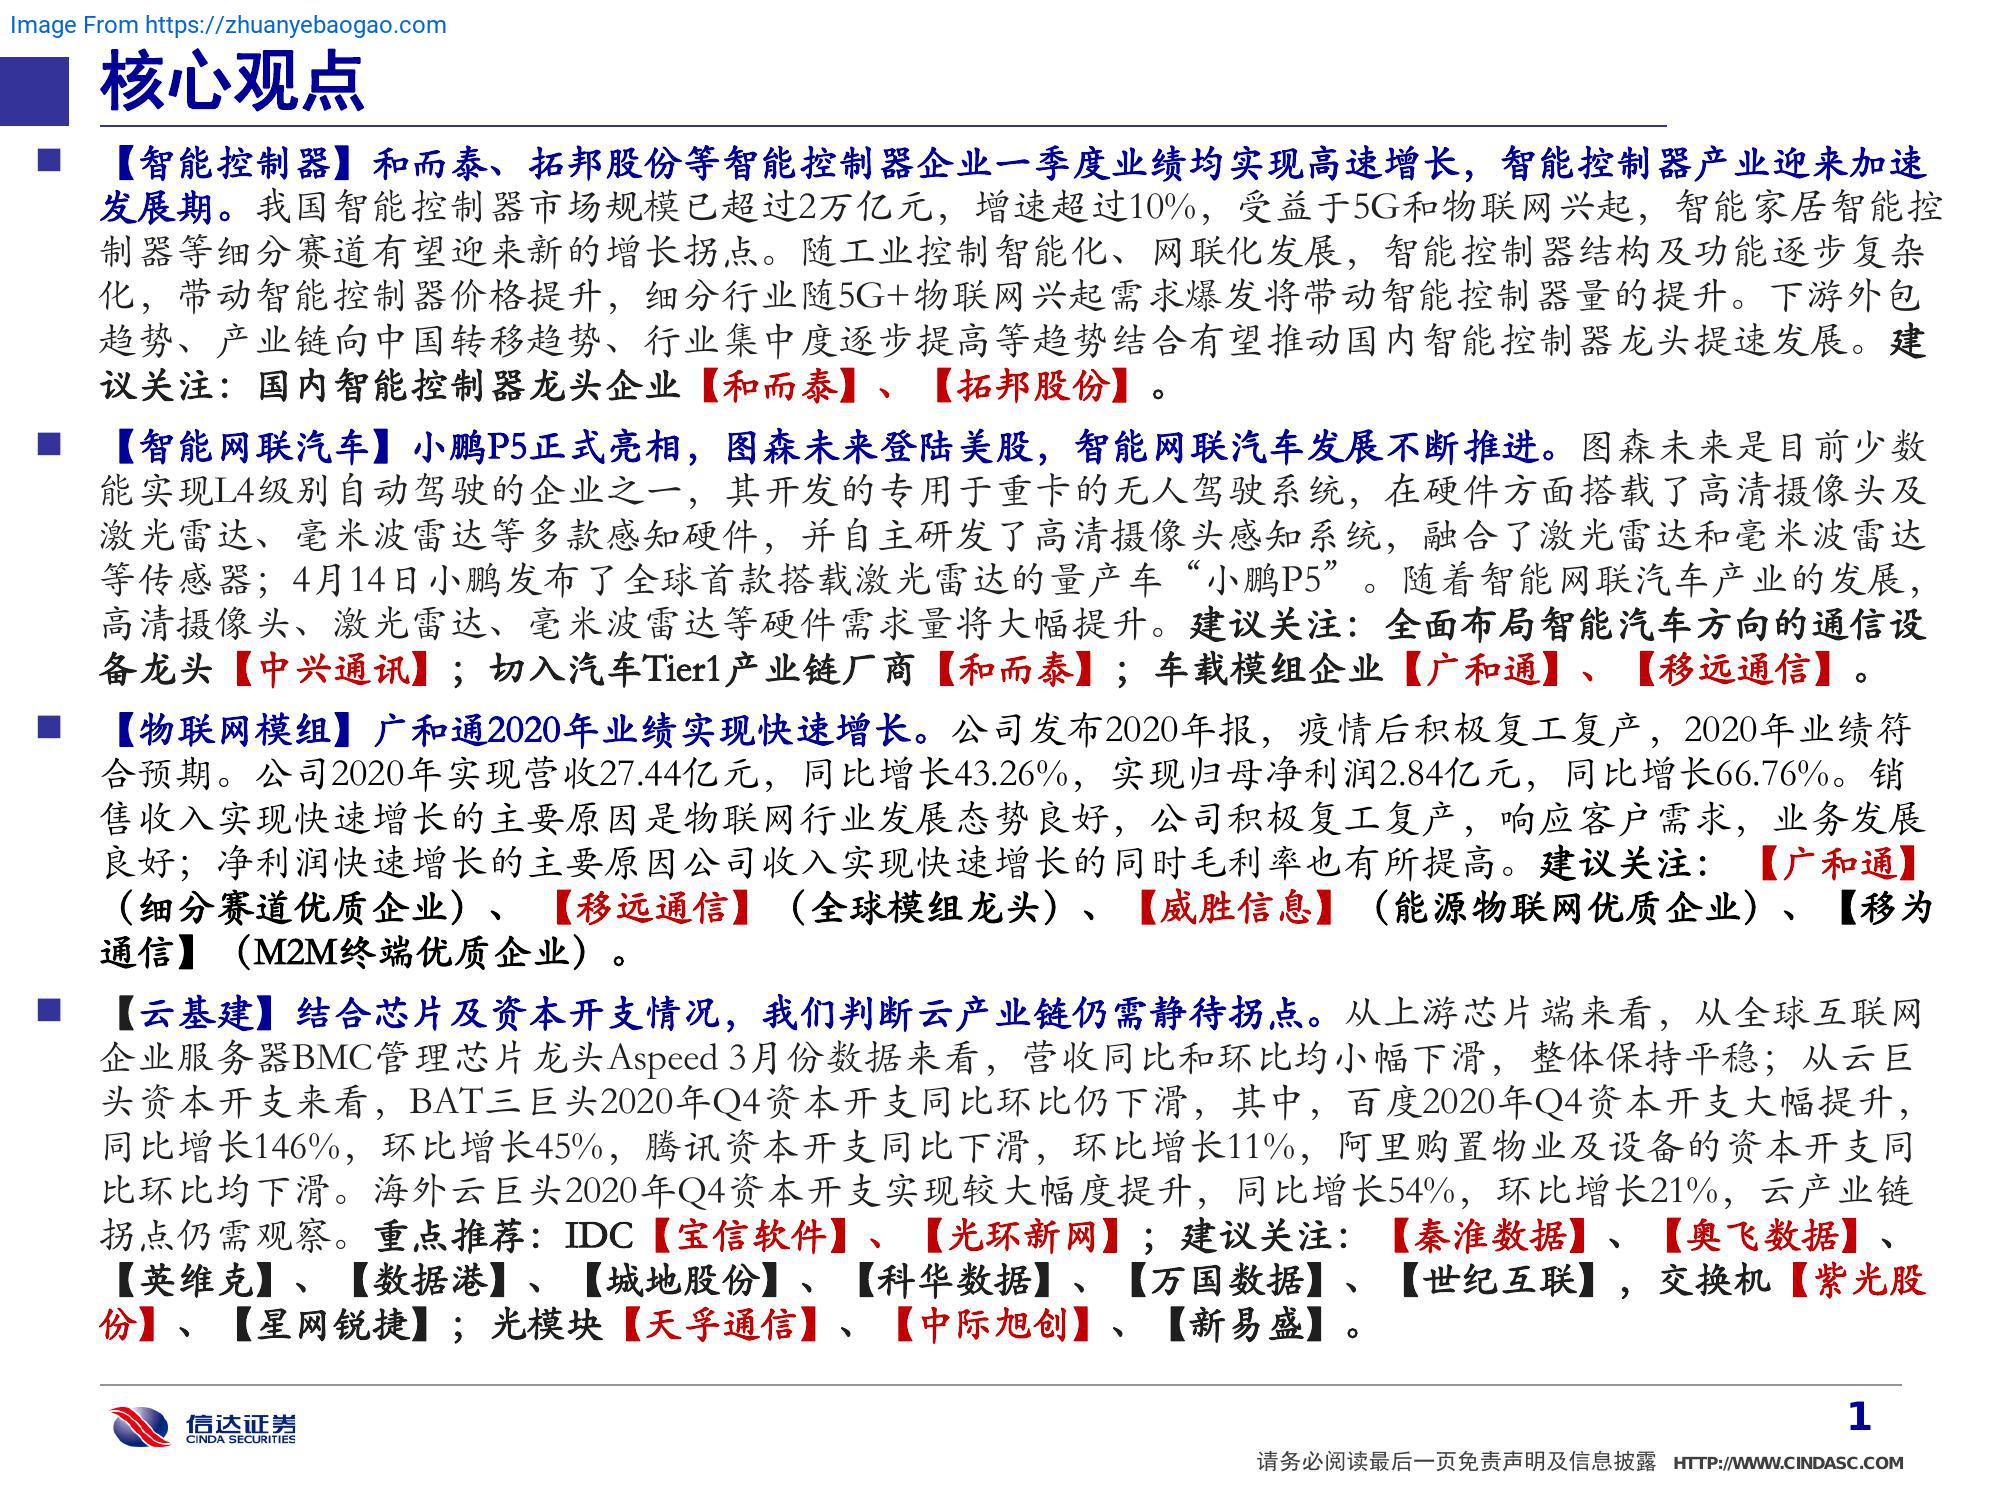 Image From https://zhuanyebaogao.com
核心观点
【智能控制器】和而泰、拓邦股份等智能控制器企业一季度业绩均实现高速增长，智能控制器产业迎来加速
发展期。我国智能控制器市场规模已超过2万亿元，增速超过10%，受益于5G和物联网兴起，智能家居智能控
制器等细分赛道有望迎来新的增长拐点。随工业控制智能化、网联化发展，智能控制器结构及功能逐步复杂
化，带动智能控制器价格提升，细分行业随5G+物联网兴起需求爆发将带动智能控制器量的提升。下游外包
趋势、产业链向中国转移趋势、行业集中度逐步提高等趋势结合有望推动国内智能控制器龙头提速发展。建
议关注：国内智能控制器龙头企业【和而泰】、【拓邦股份】。
【智能网联汽车】小鹏P5正式亮相，图森未来登陆美股，智能网联汽车发展不断推进。图森未来是目前少数
能实现L4级别自动驾驶的企业之一，其开发的专用于重卡的无人驾驶系统，在硬件方面搭载了高清摄像头及
激光雷达、毫米波雷达等多款感知硬件，并自主研发了高清摄像头感知系统，融合了激光雷达和毫米波雷达
等传感器；4月14日小鹏发布了全球首款搭载激光雷达的量产车“小鹏P5”。随着智能网联汽车产业的发展，
高清摄像头、激光雷达、毫米波雷达等硬件需求量将大幅提升。建议关注：全面布局智能汽车方向的通信设
备龙头【中兴通讯】；切入汽车Tier1产业链厂商【和而泰】；车载模组企业【广和通】、【移远通信】。
【物联网模组】广和通2020年业绩实现快速增长。公司发布2020年报，疫情后积极复工复产，2020年业绩符
合预期。公司2020年实现营收27.44亿元，同比增长43.26%，实现归母净利润2.84亿元，同比增长66.76%。销
售收入实现快速增长的主要原因是物联网行业发展态势良好，公司积极复工复产，响应客户需求，业务发展
良好；净利润快速增长的主要原因公司收入实现快速增长的同时毛利率也有所提高。建议关注：【广和通】
（细分赛道优质企业）、【移远通信】（全球模组龙头）、【威胜信息】（能源物联网优质企业）、【移为
通信】（M2M终端优质企业）。
【云基建】结合芯片及资本开支情况，我们判断云产业链仍需静待拐点。从上游芯片端来看，从全球互联网
企业服务器BMC管理芯片龙头Aspeed 3月份数据来看，营收同比和环比均小幅下滑，整体保持平稳；从云巨
头资本开支来看，BAT三巨头2020年Q4资本开支同比环比仍下滑，其中，百度2020年Q4资本开支大幅提升，
同比增长146%，环比增长45%，腾讯资本开支同比下滑，环比增长11%，阿里购置物业及设备的资本开支同
比环比均下滑。海外云巨头2020年Q4资本开支实现较大幅度提升，同比增长54%，环比增长21%，云产业链
拐点仍需观察。重点推荐：IDC【宝信软件】、【光环新网】；建议关注：【秦淮数据】、【奥飞数据】、
【英维克】、【数据港】、【城地股份】、【科华数据】、【万国数据】、【世纪互联】，交换机【紫光股
份】、【星网锐捷】；光模块【天孚通信】、【中际旭创】、【新易盛】。
信达证券
CINDA SECURITIES
1
请务必阅读最后一页免责声明及信息披露 HTTP://WWW.CINDASC.COM